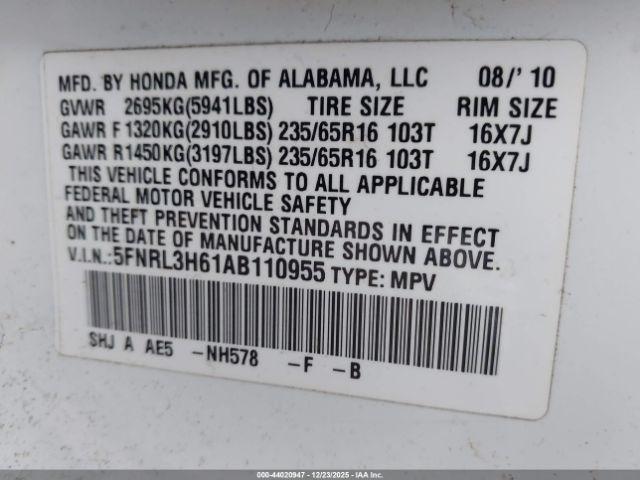 MFD. BY HONDA MFG. OF ALABAMA, LLC 08/' 10
GVWR 2695KG(5941LBS) TIRE SIZE RIM SIZE
GAWR F 1320KG(2910LBS) 235/65R16 103T 16X7J
GAWR R1450KG(3197LBS) 235/65R16 103T 16X7J
THIS VEHICLE CONFORMS TO ALL APPLICABLE
FEDERAL MOTOR VEHICLE SAFETY
AND THEFT PREVENTION STANDARDS IN EFFECT
ON THE DATE OF MANUFACTURE SHOWN ABOVE.
V.I.N.:5FNRL3H61AB110955 TYPE: MPV
SHJ A AE5 -NH578 -F -B
000-44020947 - 12/23/2025 - IAAI.COM